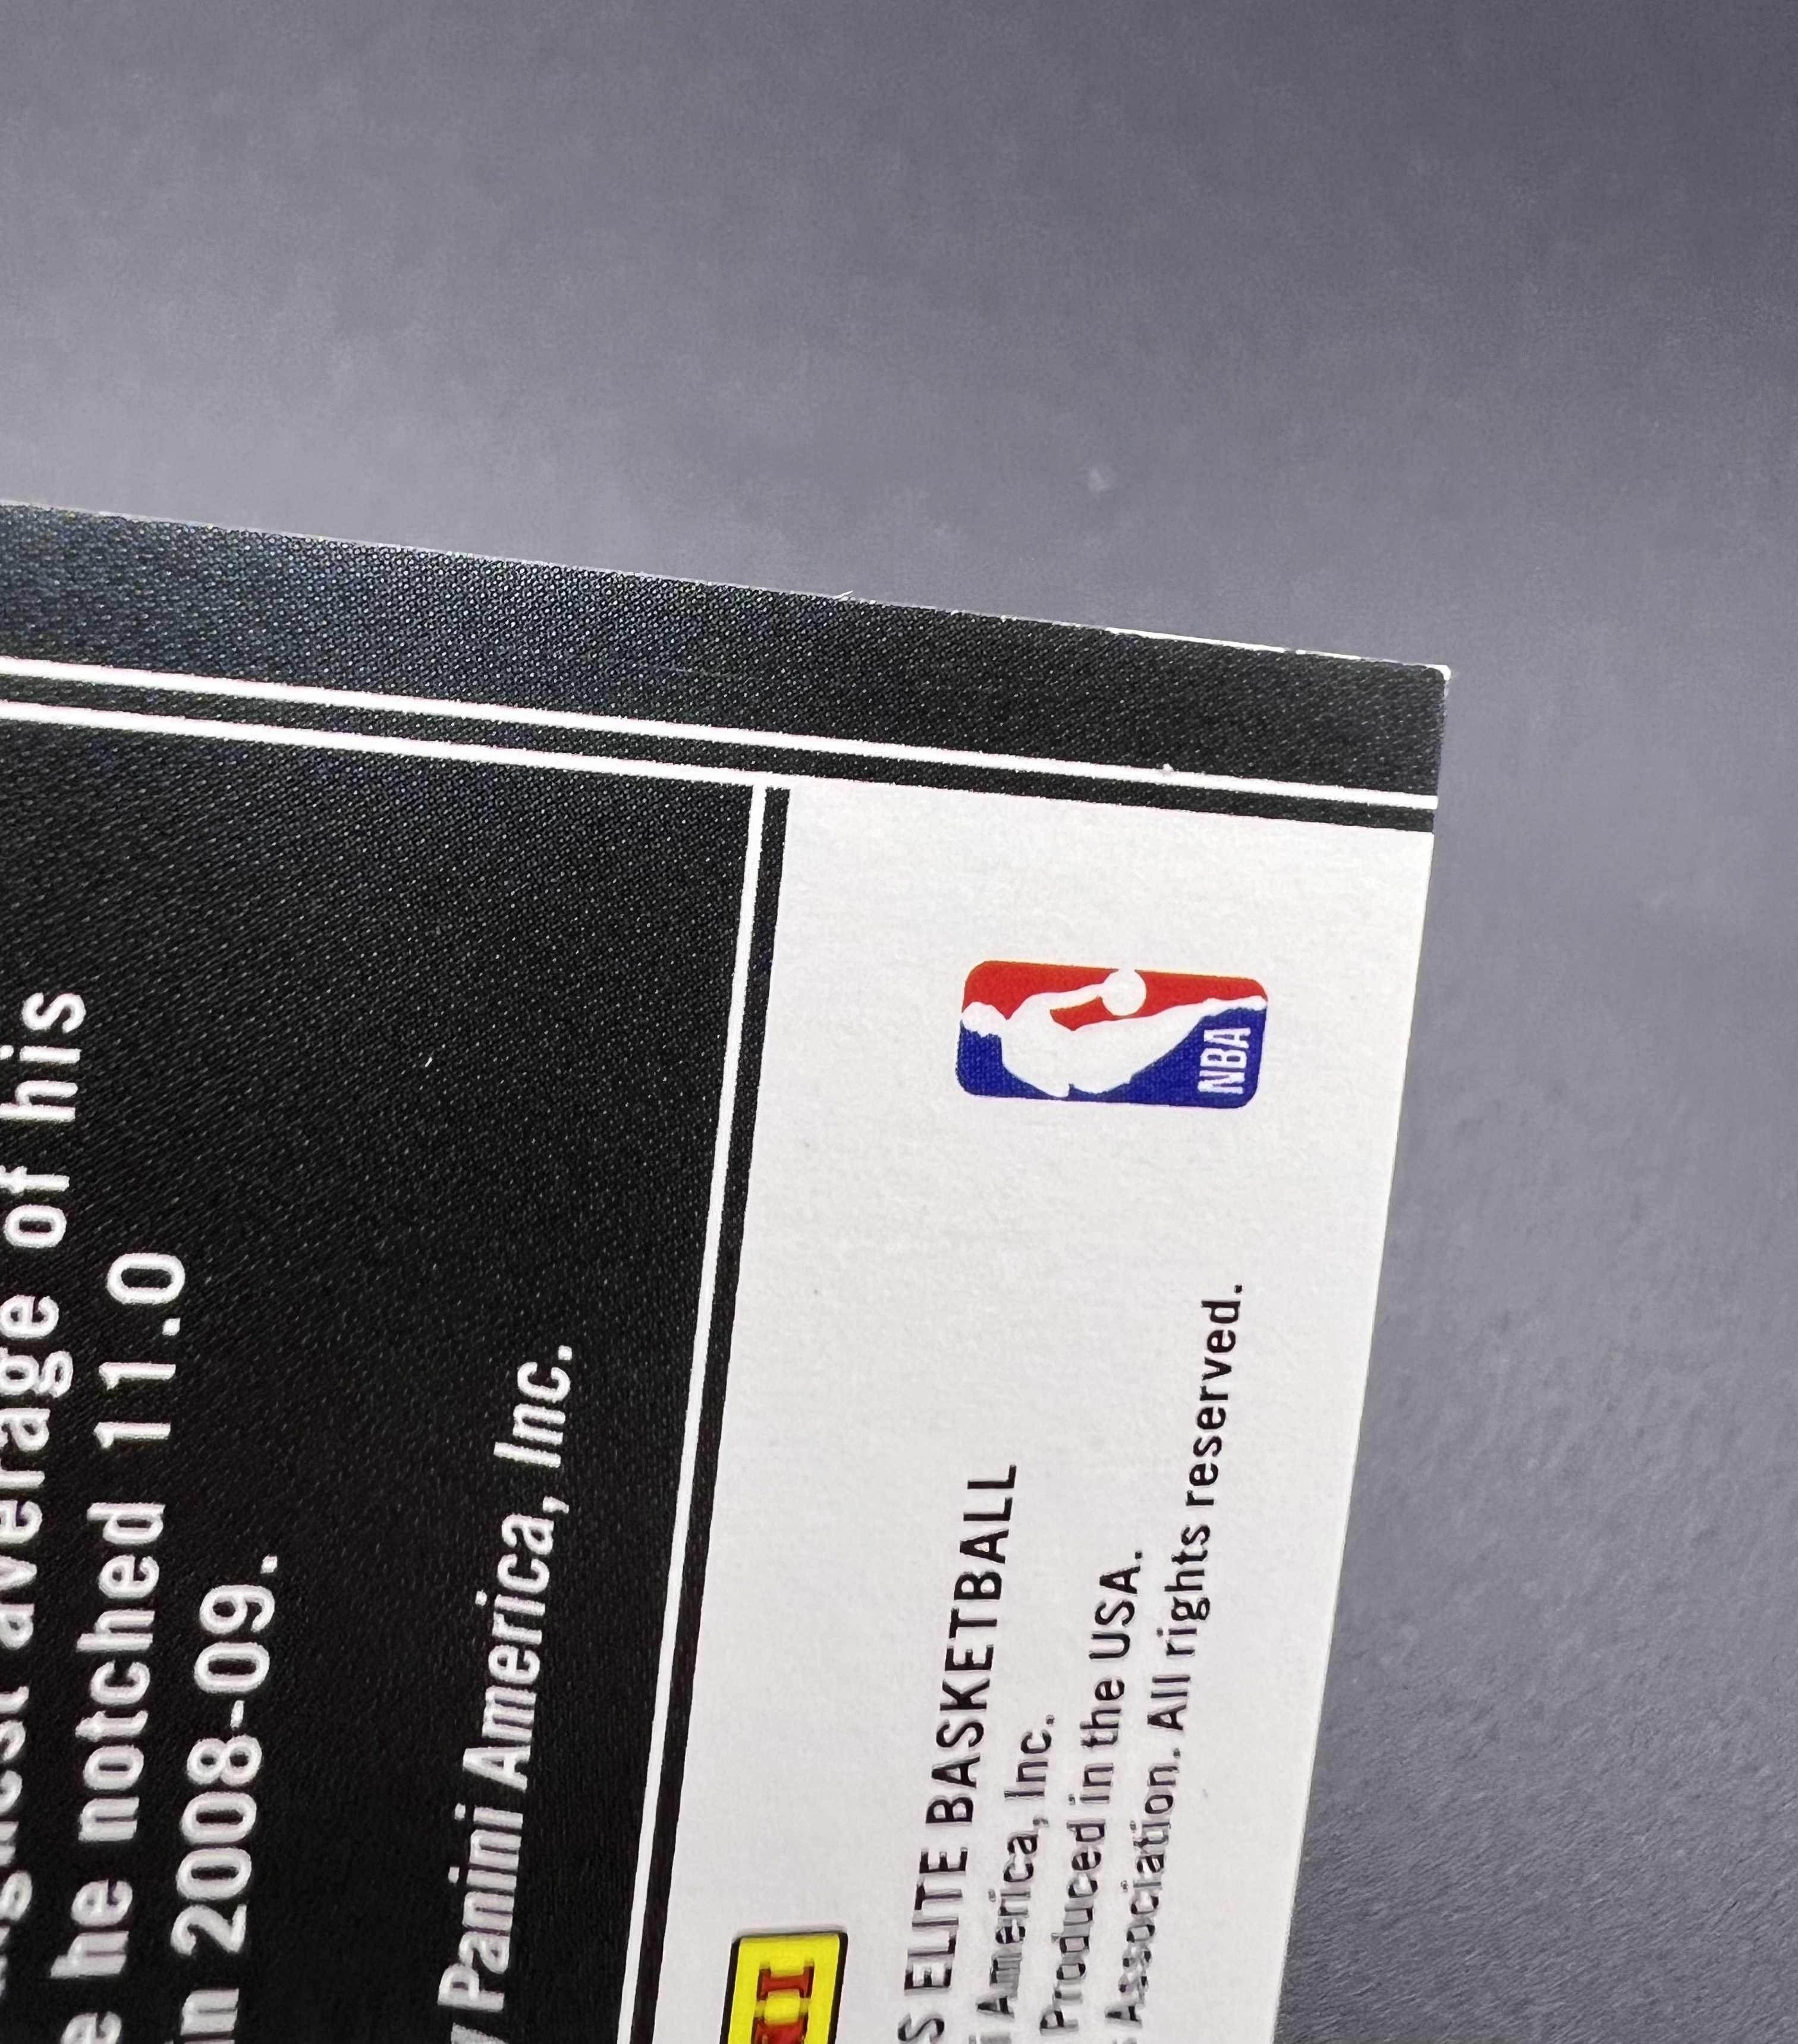 average of his
he notched 11.0
in 2008-09.
Panini America, Inc.
NBA
ELITE BASKETBALL
America, Inc.
Produced in the USA.
Association. All rights reserved.